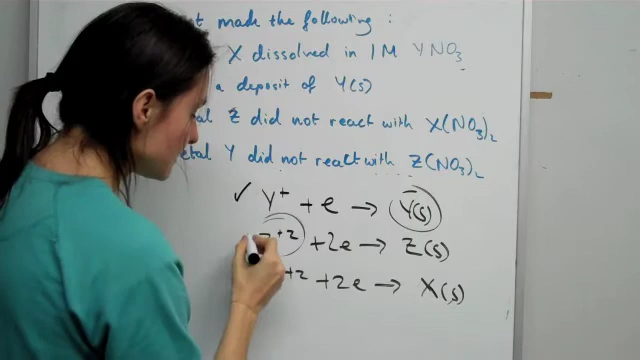 made the following :
X dissolved in 1M YNO3
a deposit of Y(s)
Z did not react with X(NO3)2
Y did not react with Z(NO3)2
✓ Y+ + e → Y(s)
+2 + 2e → Z(s)
+2 + 2e → X(s)